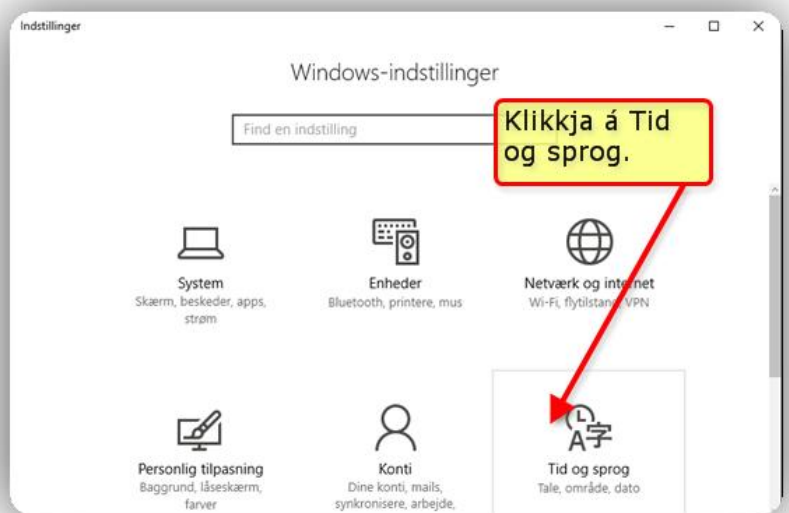 Indstillinger
Windows-indstillinger
Find en indstilling
Klikkja á Tid
og sprog.
System
Skærm, beskeder, apps,
strøm
Enheder
Bluetooth, printere, mus
Netværk og internet
Wi-Fi, flytilstand, VPN
Personlig tilpasning
Baggrund, låseskærm,
farver
Konti
Dine konti, mails,
synkronisere, arbejde,
Tid og sprog
Tale, område, dato